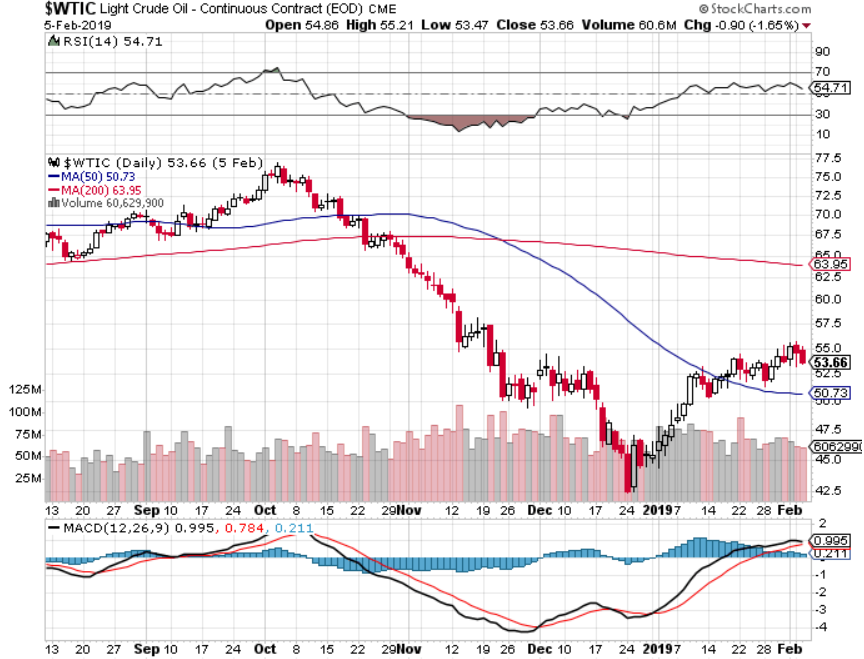 $WTIC Light Crude Oil - Continuous Contract (EOD) CME © StockCharts.com
5-Feb-2019 Open 54.86 High 55.21 Low 53.47 Close 53.66 Volume 60.6M Chg -0.90 (-1.65%)
RSI(14) 54.71
90
70
54.71
30
10
$WTIC (Daily) 53.66 (5 Feb)
MA(50) 50.73
MA(200) 63.95
Volume 60,629,900
77.5
75.0
72.5
70.0
67.5
63.95
62.5
60.0
57.5
55.0
53.66
52.5
50.73
50.0
47.5
6062990
45.0
42.5
125M
100M
75M
50M
25M
13 20 27 Sep 10 17 24 Oct 8 15 22 29 Nov 12 19 26 Dec 10 17 24 2019 7 14 22 28 Feb
MACD(12,26,9) 0.995, 0.784, 0.211
2
0.995
0.211
-1
-2
-3
-4
13 20 27 Sep 10 17 24 Oct 8 15 22 29 Nov 12 19 26 Dec 10 17 24 2019 7 14 22 28 Feb